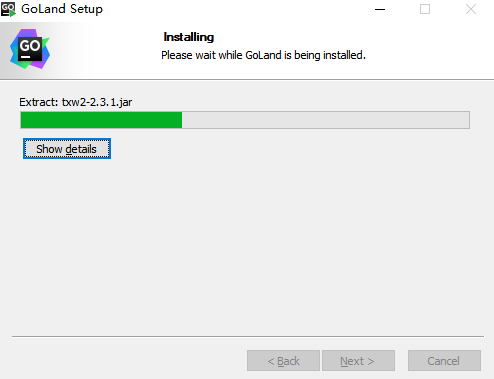 GoLand Setup
GO
Installing
Please wait while GoLand is being installed.
Extract: txw2-2.3.1.jar
Show details
< Back
Next >
Cancel